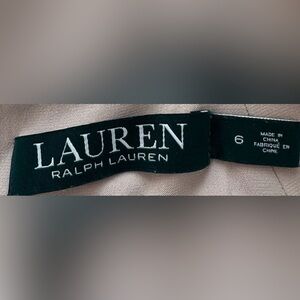 LAUREN
RALPH LAUREN
6
MADE IN
CHINA
FABRIQUÉ EN
CHINE